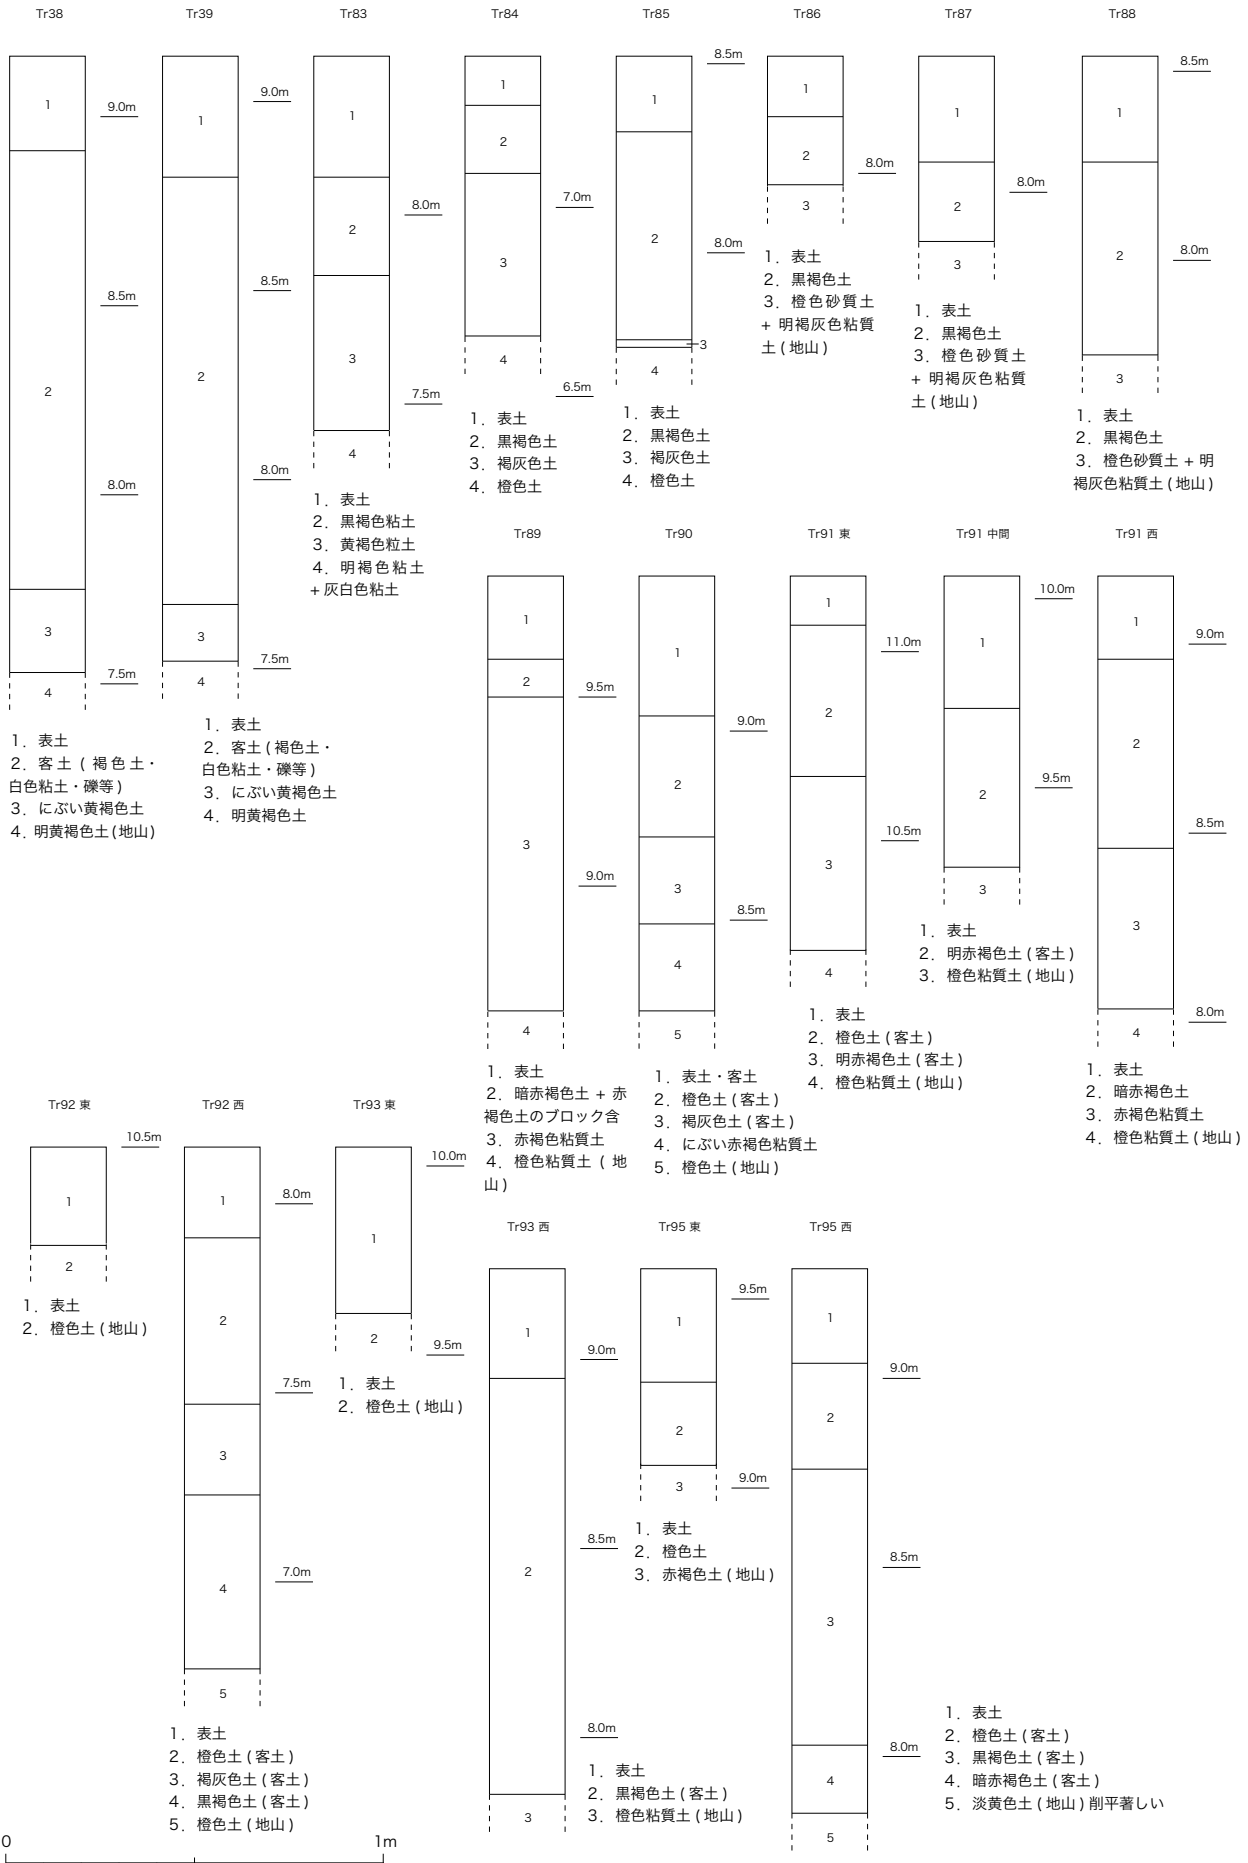 Tr38
Tr39
Tr83
Tr84
Tr85
Tr86
Tr87
Tr88
1
2
3
4
9.0m
8.5m
8.0m
7.5m
1. 表土
2. 客土(褐色土・
白色粘土・礫等)
3. にぶい黄褐色土
4. 明黄褐色土(地山)
1
2
3
4
9.0m
8.5m
8.0m
7.5m
1. 表土
2. 客土(褐色土・
白色粘土・礫等)
3. にぶい黄褐色土
4. 明黄褐色土
1
2
3
4
8.0m
7.5m
1. 表土
2. 黒褐色粘土
3. 黄褐色粒土
4. 明褐色粘土
+ 灰白色粘土
1
2
3
4
7.0m
6.5m
1. 表土
2. 黒褐色土
3. 褐灰色土
4. 橙色土
1
2
3
4
8.5m
8.0m
1. 表土
2. 黒褐色土
3. 褐灰色土
4. 橙色土
1
2
3
8.0m
1. 表土
2. 黒褐色土
3. 橙色砂質土
+ 明褐灰色粘質
土(地山)
1
2
3
8.0m
1. 表土
2. 黒褐色土
3. 橙色砂質土
+ 明褐灰色粘質
土(地山)
1
2
3
8.5m
8.0m
1. 表土
2. 黒褐色土
3. 橙色砂質土 + 明
褐灰色粘質土(地山)
Tr89
Tr90
Tr91 東
Tr91 中間
Tr91 西
1
2
3
4
9.5m
9.0m
1. 表土
2. 暗赤褐色土 + 赤
褐色土のブロック含
3. 赤褐色粘質土
4. 橙色粘質土(地
山)
1
2
3
4
5
9.0m
8.5m
1. 表土・客土
2. 橙色土(客土)
3. 褐灰色土(客土)
4. にぶい赤褐色粘質土
5. 橙色土(地山)
1
2
3
4
11.0m
10.5m
1. 表土
2. 橙色土(客土)
3. 明赤褐色土(客土)
4. 橙色粘質土(地山)
1
2
3
10.0m
9.5m
1. 表土
2. 明赤褐色土(客土)
3. 橙色粘質土(地山)
1
2
3
4
9.0m
8.5m
8.0m
1. 表土
2. 暗赤褐色土
3. 赤褐色粘質土
4. 橙色粘質土(地山)
Tr92 東
Tr92 西
Tr93 東
1
2
10.5m
1. 表土
2. 橙色土(地山)
1
2
3
4
5
8.0m
7.5m
7.0m
1. 表土
2. 橙色土(客土)
3. 褐灰色土(客土)
4. 黒褐色土(客土)
5. 橙色土(地山)
1
2
10.0m
9.5m
1. 表土
2. 橙色土(地山)
Tr93 西
Tr95 東
Tr95 西
1
2
3
9.0m
8.5m
8.0m
1. 表土
2. 黒褐色土(客土)
3. 橙色粘質土(地山)
1
2
3
9.5m
9.0m
1. 表土
2. 橙色土
3. 赤褐色土(地山)
1
2
3
4
5
9.0m
8.5m
8.0m
1. 表土
2. 橙色土(客土)
3. 黒褐色土(客土)
4. 暗赤褐色土(客土)
5. 淡黄色土(地山)削平著しい
0
1m